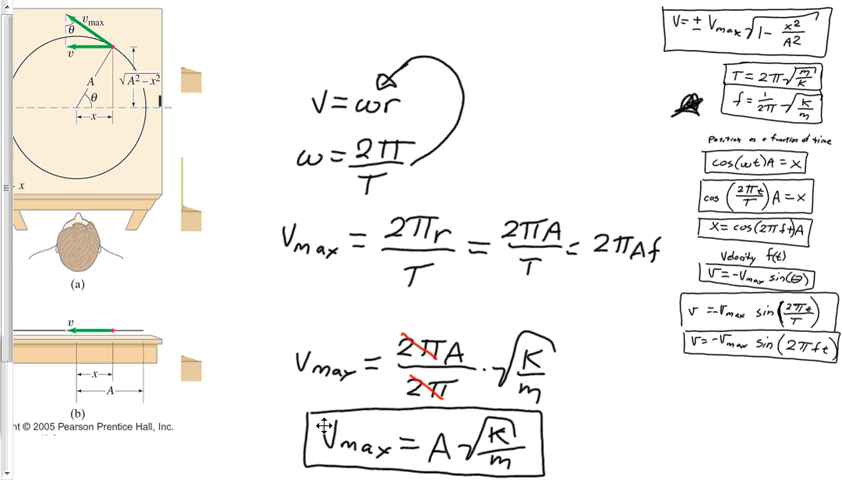 v_max
θ
v
A
√A² – x²
θ
x
x
(a)
v
x
A
(b)
nt © 2005 Pearson Prentice Hall, Inc.
V = ωr
ω = 2π/T
V_max = 2πr/T = 2πA/T = 2πAf
V_max = 2πA/2π · √K/m
V_max = A√K/m
V = ± V_max √1 – x²/A²
T = 2π√m/K
f = 1/2π √K/m
Position as a function of time
cos(ωt)A = x
cos(2πt/T)A = x
x = cos(2πft)A
Velocity f(t)
V = -V_max sin(θ)
V = -V_max sin(2πt/T)
V = -V_max sin(2πft)